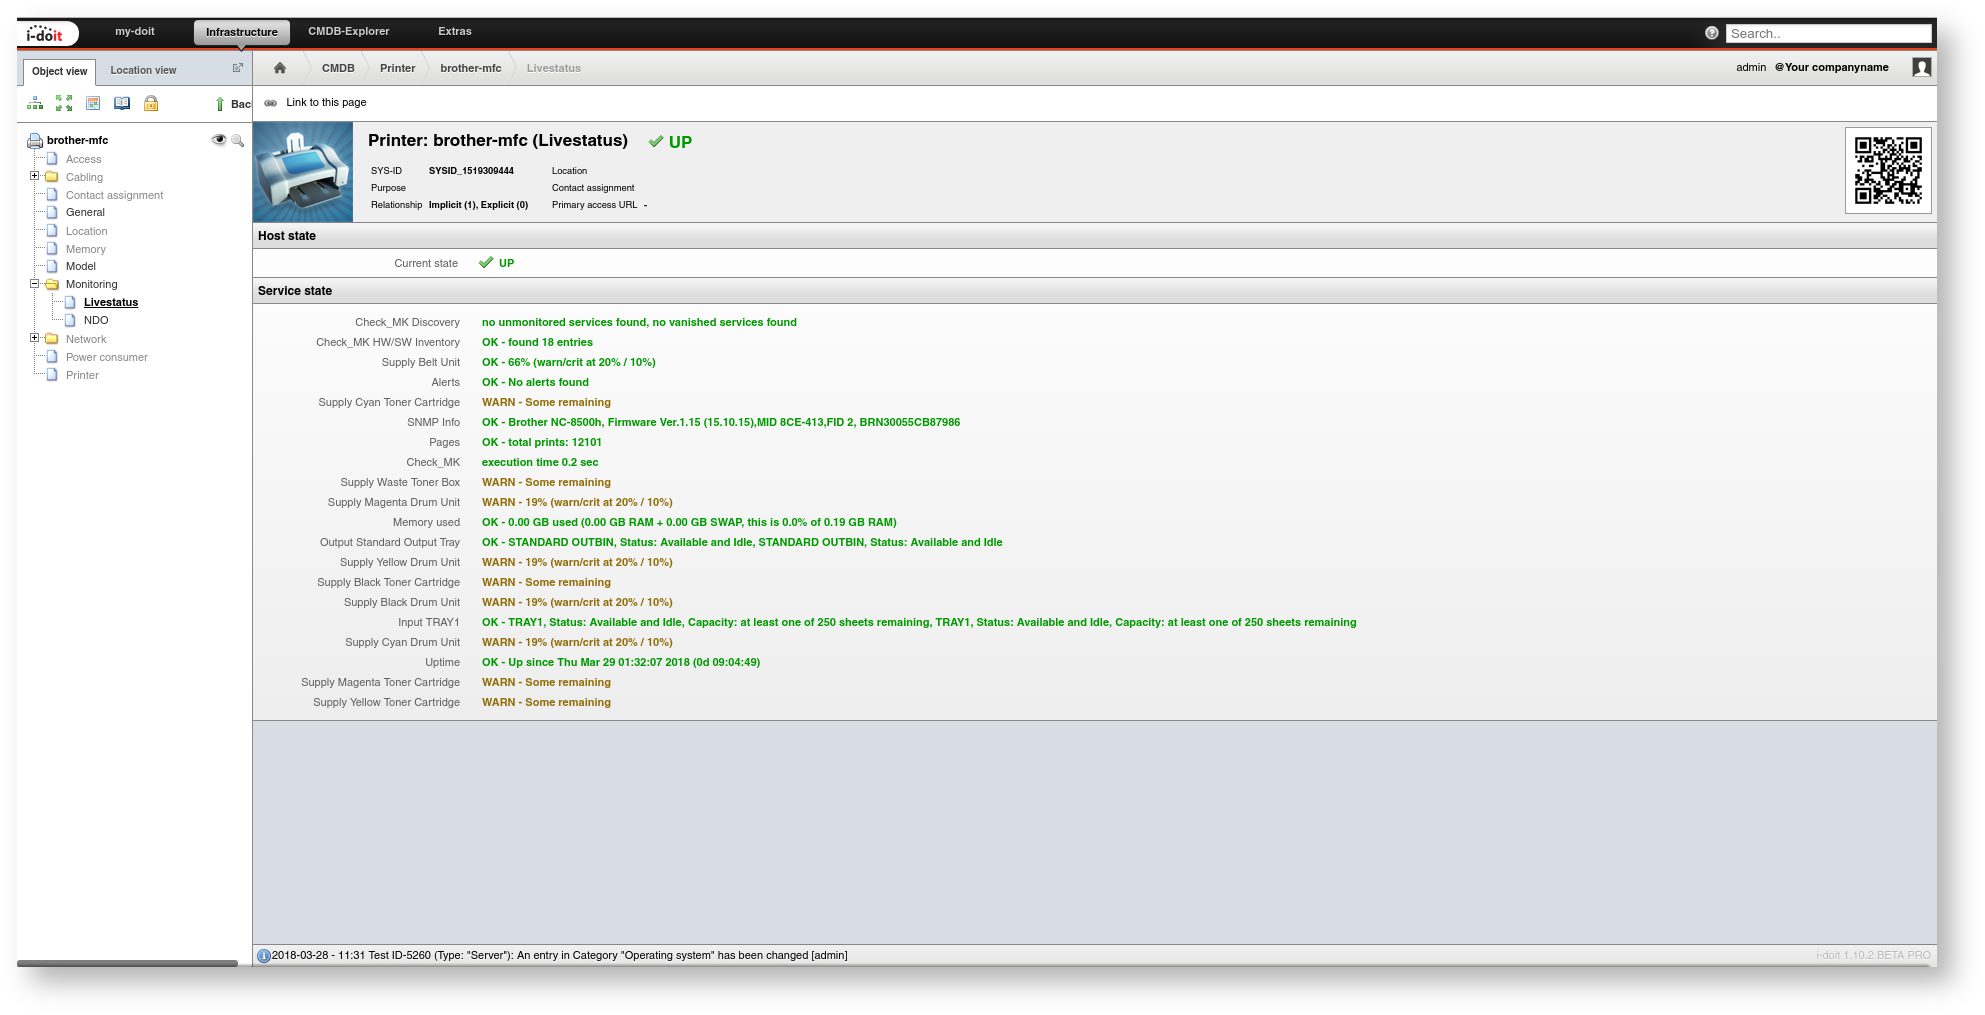 i-doit my-doit Infrastructure CMDB-Explorer Extras Search..
Object view Location view CMDB Printer brother-mfc Livestatus admin @Your companyname
Bac Link to this page
brother-mfc
Access
Cabling
Contact assignment
General
Location
Memory
Model
Monitoring
Livestatus
NDO
Network
Power consumer
Printer
Printer: brother-mfc (Livestatus) UP
SYS-ID SYSID_1519309444 Location
Purpose Contact assignment
Relationship Implicit (1), Explicit (0) Primary access URL -
Host state
Current state UP
Service state
Check_MK Discovery no unmonitored services found, no vanished services found
Check_MK HW/SW Inventory OK - found 18 entries
Supply Belt Unit OK - 66% (warn/crit at 20% / 10%)
Alerts OK - No alerts found
Supply Cyan Toner Cartridge WARN - Some remaining
SNMP Info OK - Brother NC-8500h, Firmware Ver.1.15 (15.10.15),MID 8CE-413,FID 2, BRN30055CB87986
Pages OK - total prints: 12101
Check_MK execution time 0.2 sec
Supply Waste Toner Box WARN - Some remaining
Supply Magenta Drum Unit WARN - 19% (warn/crit at 20% / 10%)
Memory used OK - 0.00 GB used (0.00 GB RAM + 0.00 GB SWAP, this is 0.0% of 0.19 GB RAM)
Output Standard Output Tray OK - STANDARD OUTBIN, Status: Available and Idle, STANDARD OUTBIN, Status: Available and Idle
Supply Yellow Drum Unit WARN - 19% (warn/crit at 20% / 10%)
Supply Black Toner Cartridge WARN - Some remaining
Supply Black Drum Unit WARN - 19% (warn/crit at 20% / 10%)
Input TRAY1 OK - TRAY1, Status: Available and Idle, Capacity: at least one of 250 sheets remaining, TRAY1, Status: Available and Idle, Capacity: at least one of 250 sheets remaining
Supply Cyan Drum Unit WARN - 19% (warn/crit at 20% / 10%)
Uptime OK - Up since Thu Mar 29 01:32:07 2018 (0d 09:04:49)
Supply Magenta Toner Cartridge WARN - Some remaining
Supply Yellow Toner Cartridge WARN - Some remaining
2018-03-28 - 11:31 Test ID-5260 (Type: "Server"): An entry in Category "Operating system" has been changed [admin] i-doit 1.10.2 BETA PRO